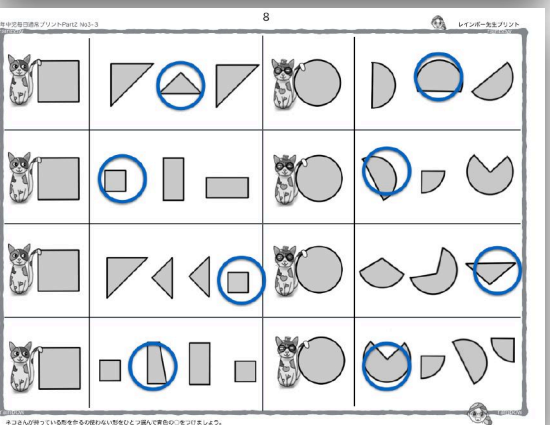 8
年中児毎日通常プリントPart2 No3-3
レインボー先生プリント
ネコさんが持っている形を作るの使わない形をひとつ選んで青色の○をつけましょう。